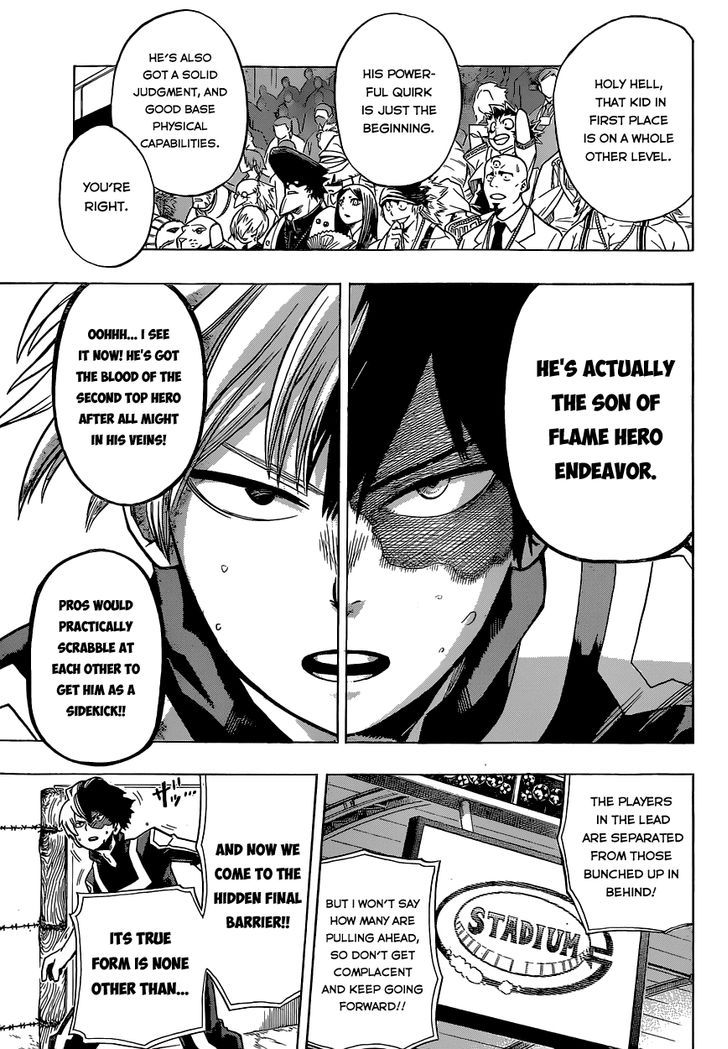 HOLY HELL,
THAT KID IN
FIRST PLACE
IS ON A WHOLE
OTHER LEVEL.
HIS POWER-
FUL QUIRK
IS JUST THE
BEGINNING.
HE'S ALSO
GOT A SOLID
JUDGMENT, AND
GOOD BASE
PHYSICAL
CAPABILITIES.
YOU'RE
RIGHT.
HE'S ACTUALLY
THE SON OF
FLAME HERO
ENDEAVOR.
OOHHH... I SEE
IT NOW! HE'S GOT
THE BLOOD OF THE
SECOND TOP HERO
AFTER ALL MIGHT
IN HIS VEINS!
PROS WOULD
PRACTICALLY
SCRABBLE AT
EACH OTHER TO
GET HIM AS A
SIDEKICK!!
THE PLAYERS
IN THE LEAD
ARE SEPARATED
FROM THOSE
BUNCHED UP IN
BEHIND!
STADIUM
BUT I WON'T SAY
HOW MANY ARE
PULLING AHEAD,
SO DON'T GET
COMPLACENT
AND KEEP GOING
FORWARD!!
AND NOW WE
COME TO THE
HIDDEN FINAL
BARRIER!!
ITS TRUE
FORM IS NONE
OTHER THAN...